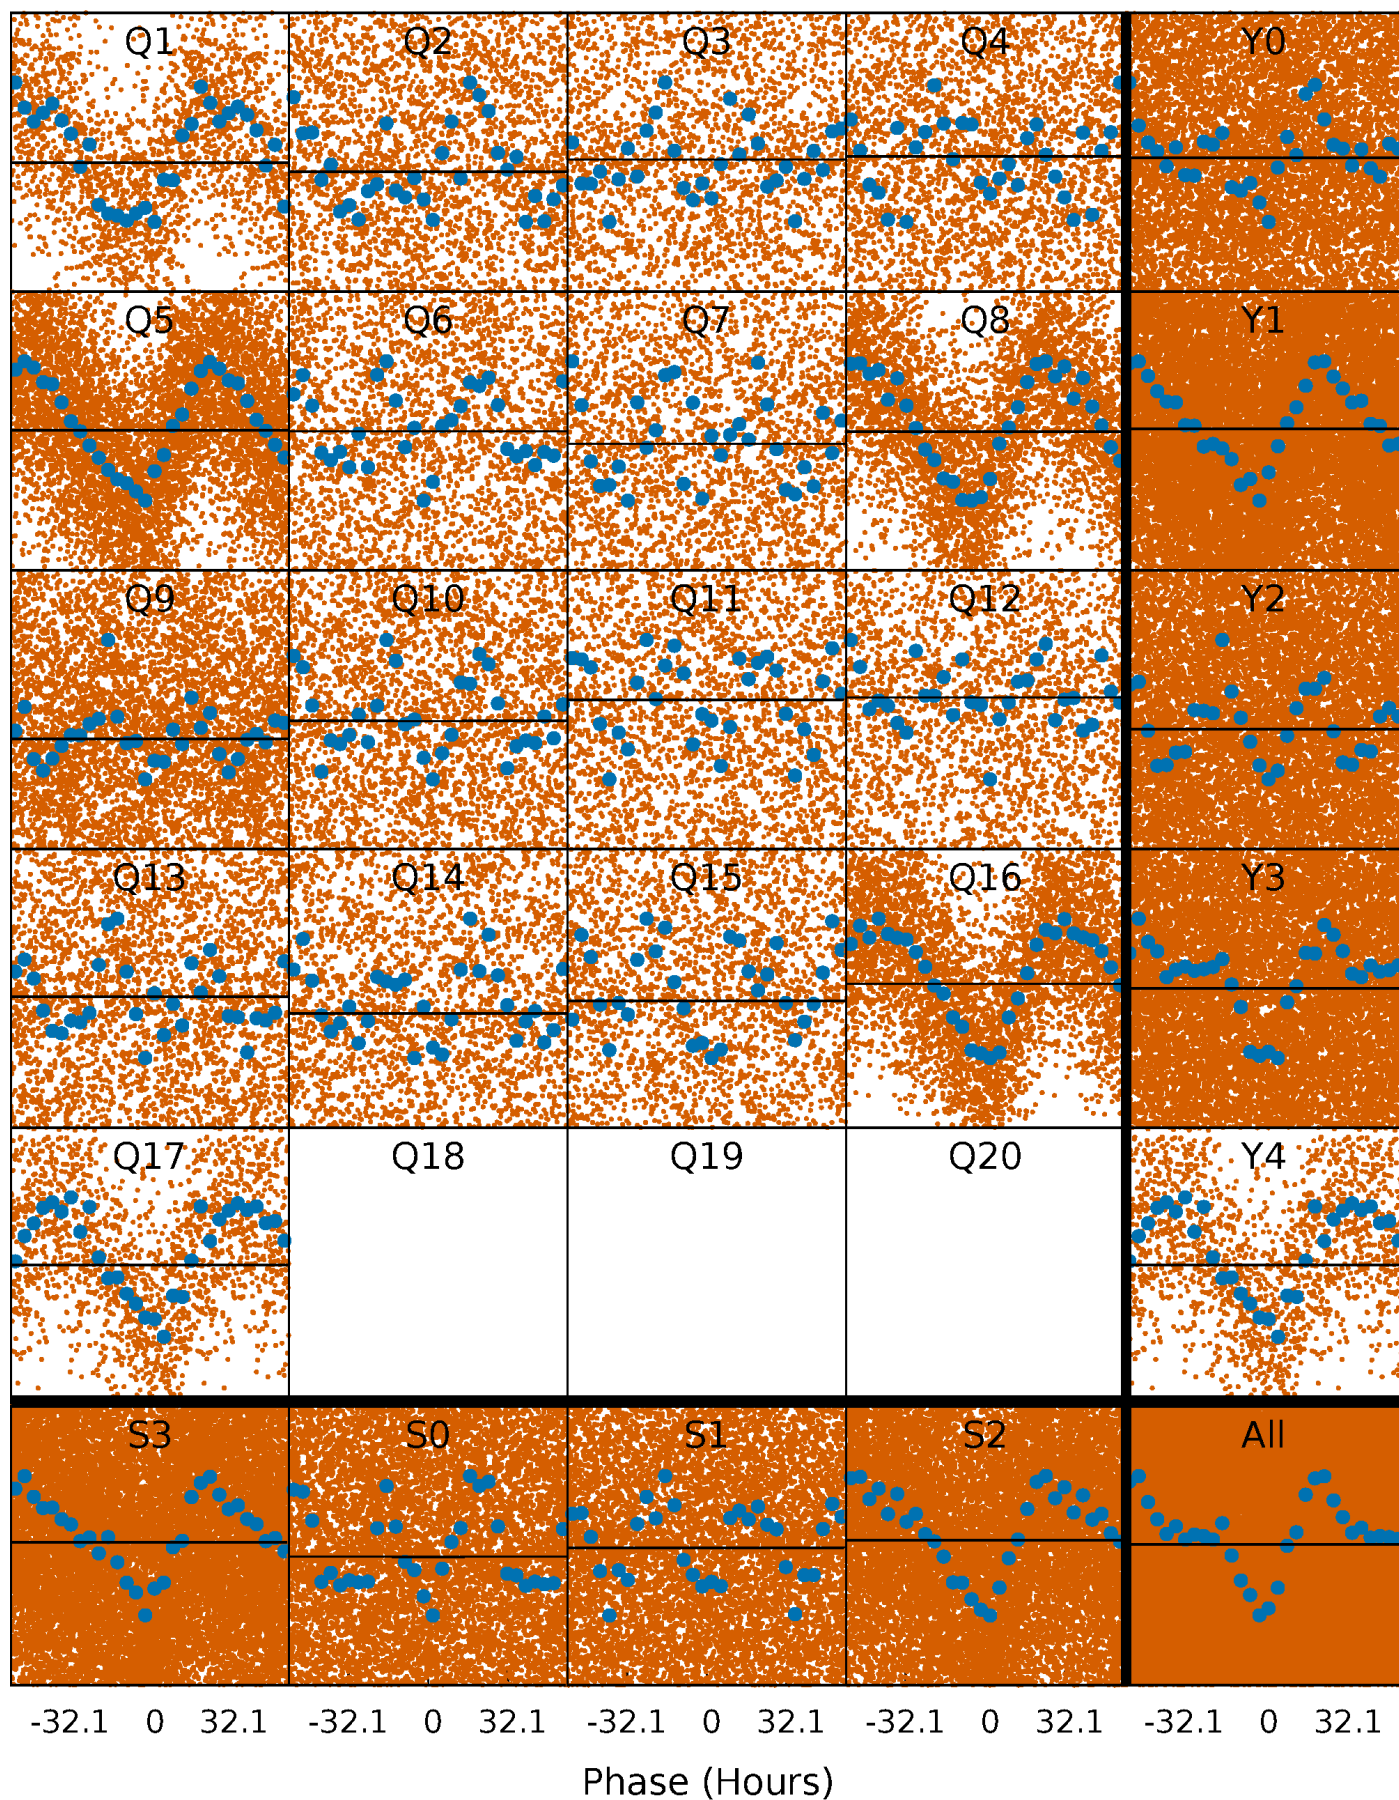 Q1 Q2 Q3 Q4 Y0
Q5 Q6 Q7 Q8 Y1
Q9 Q10 Q11 Q12 Y2
Q13 Q14 Q15 Q16 Y3
Q17 Q18 Q19 Q20 Y4
S3 S0 S1 S2 All
-32.1 0 32.1 -32.1 0 32.1 -32.1 0 32.1 -32.1 0 32.1 -32.1 0 32.1
Phase (Hours)